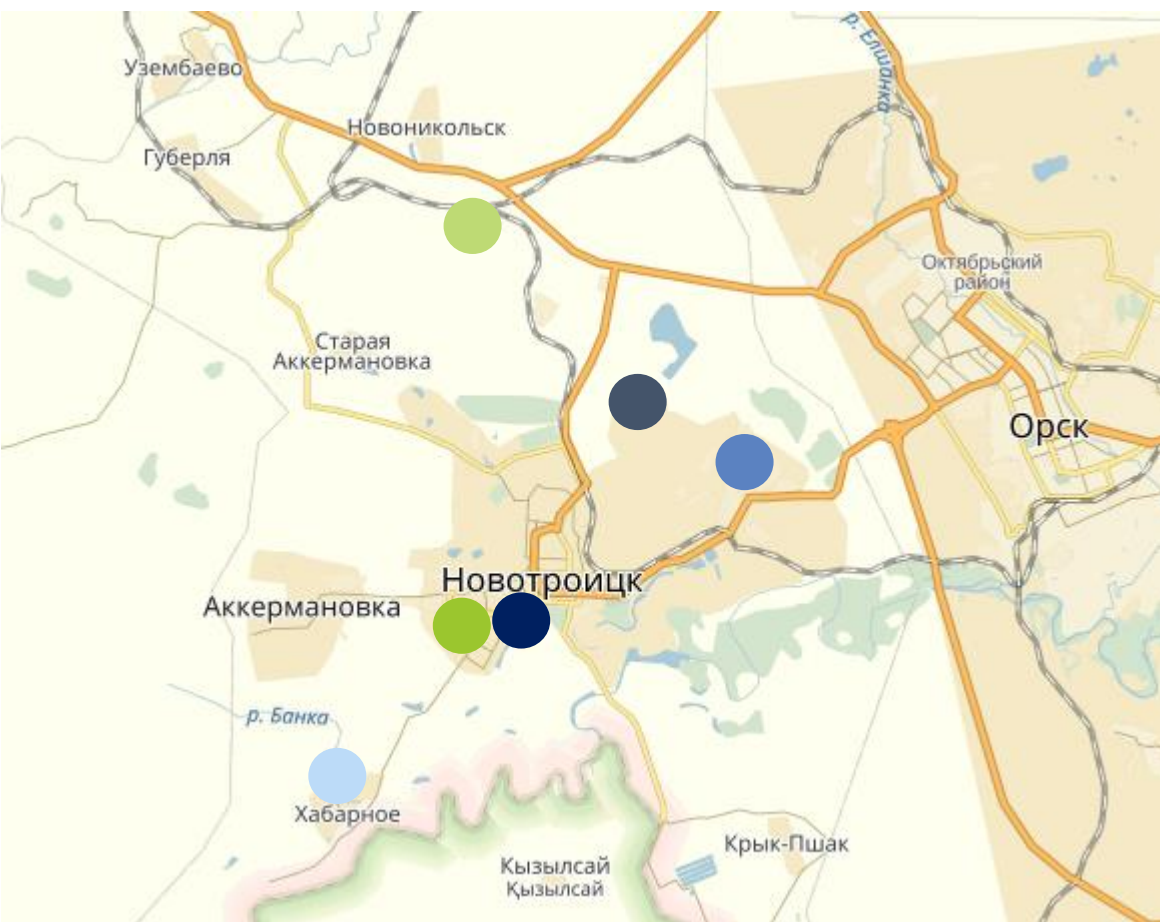 р. Елшанка
Узембаево
Новоникольск
Губерля
Октябрьский
район
Старая
Аккермановка
Орск
Новотроицк
Аккермановка
р. Банка
Хабарное
Крык-Пшак
Кызылсай
Қызылсай